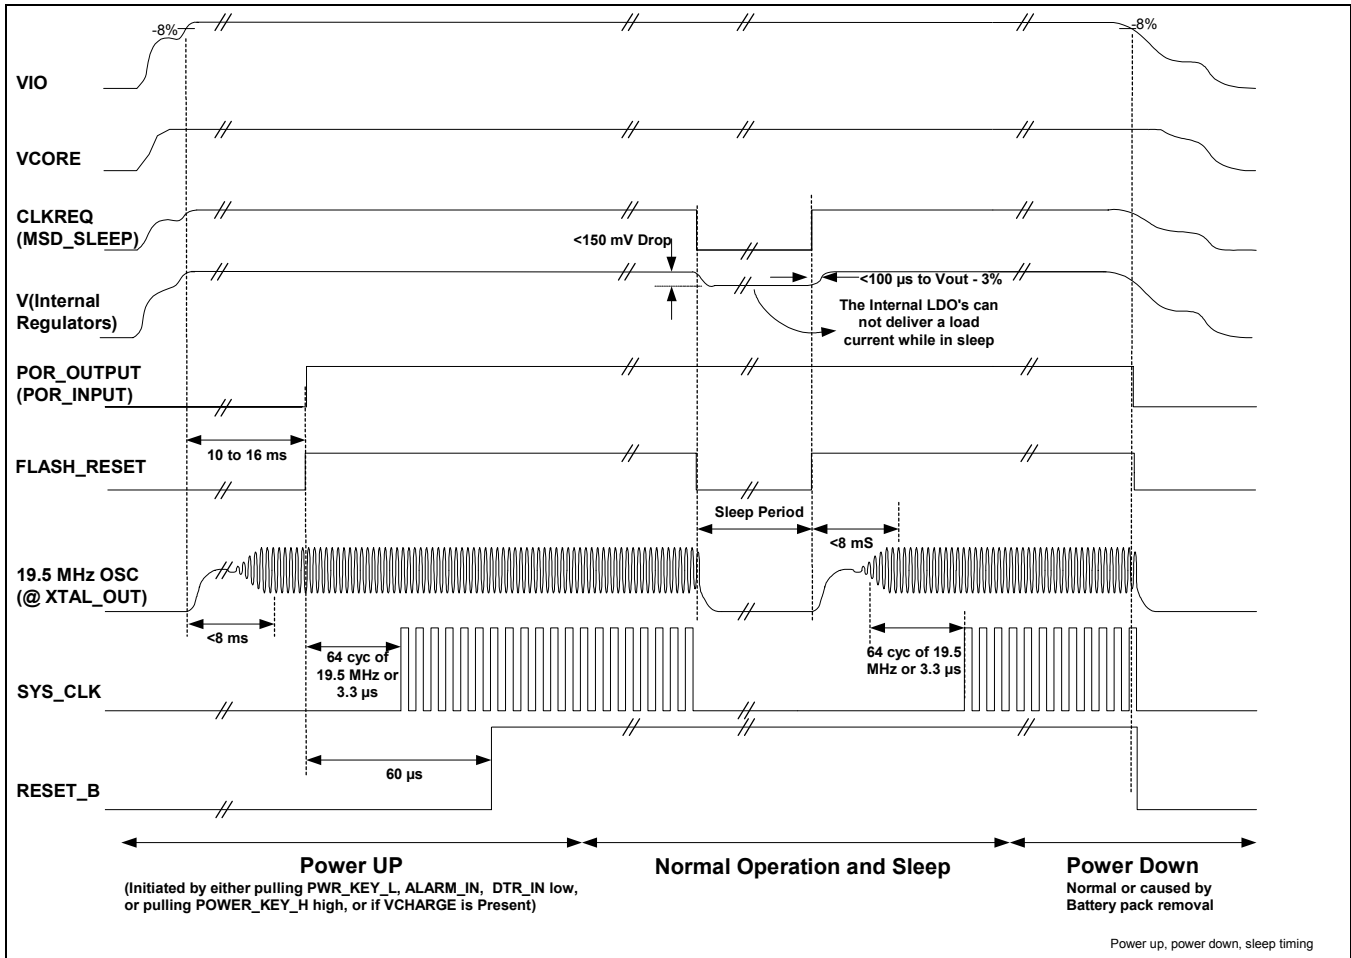 -8%
-8%
VIO
VCORE
CLKREQ
(MSD_SLEEP)
<150 mV Drop
V(Internal
Regulators)
<100 µs to Vout - 3%
The Internal LDO's can
not deliver a load
current while in sleep
POR_OUTPUT
(POR_INPUT)
10 to 16 ms
FLASH_RESET
Sleep Period
<8 mS
19.5 MHz OSC
(@ XTAL_OUT)
<8 ms
64 cyc of
19.5 MHz or
3.3 µs
64 cyc of 19.5
MHz or 3.3 µs
SYS_CLK
60 µs
RESET_B
Power UP
(Initiated by either pulling PWR_KEY_L, ALARM_IN, DTR_IN low,
or pulling POWER_KEY_H high, or if VCHARGE is Present)
Normal Operation and Sleep
Power Down
Normal or caused by
Battery pack removal
Power up, power down, sleep timing